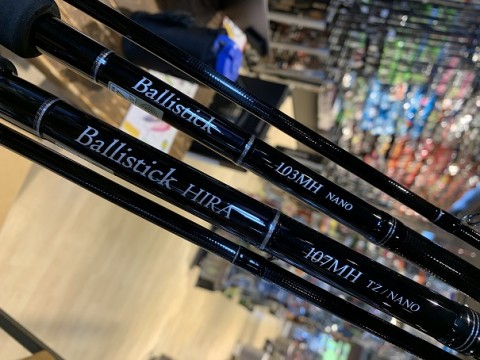 Ballistick
103MH NANO
Ballistick HIRA
107MH TZ/NANO